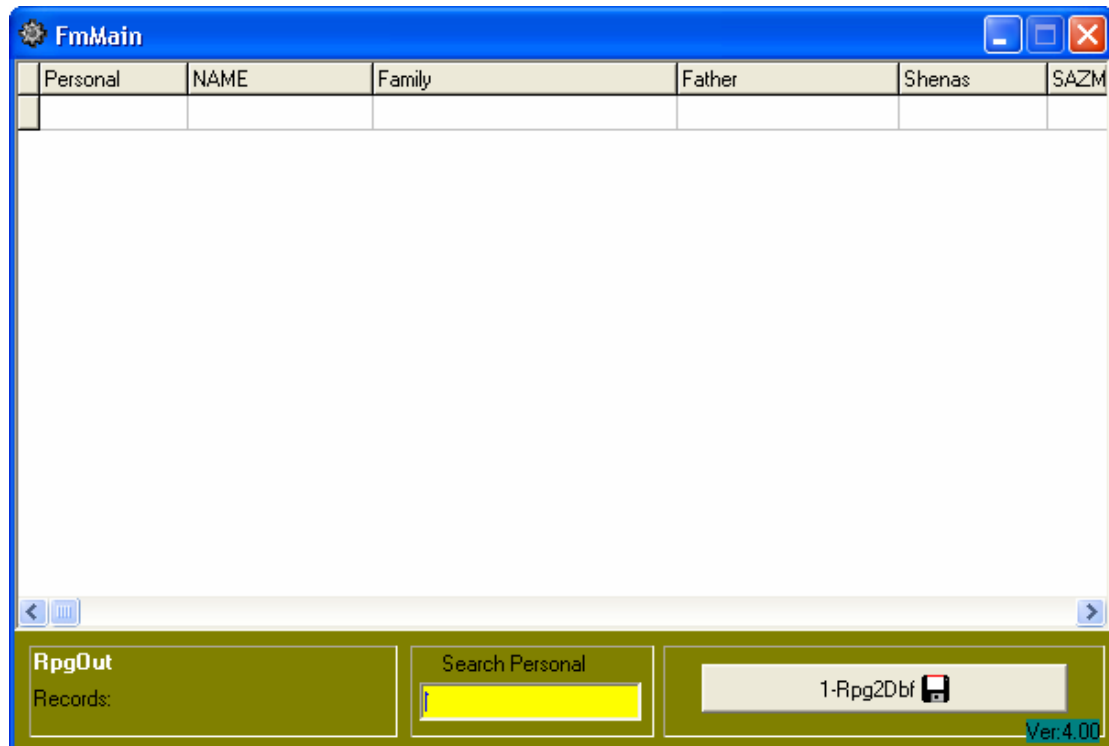 FmMain
Personal NAME Family Father Shenas SAZM
RpgOut
Records:
Search Personal
1-Rpg2Dbf
Ver:4.00